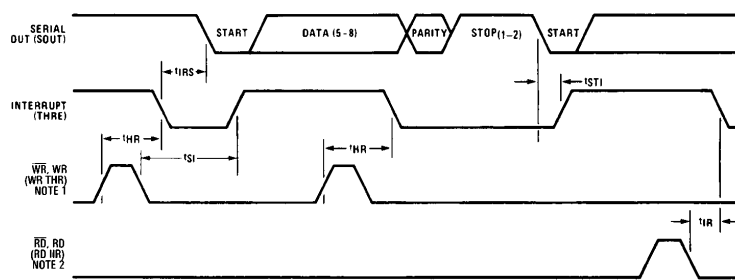 SERIAL
OUT (SOUT)
START
DATA (5-8)
PARITY
STOP(1-2)
START
tIRS
tSTI
INTERRUPT
(THRE)
tHR
tSI
tHR
WR, WR
(WR THR)
NOTE 1
tIR
RD, RD
(RD IIR)
NOTE 2